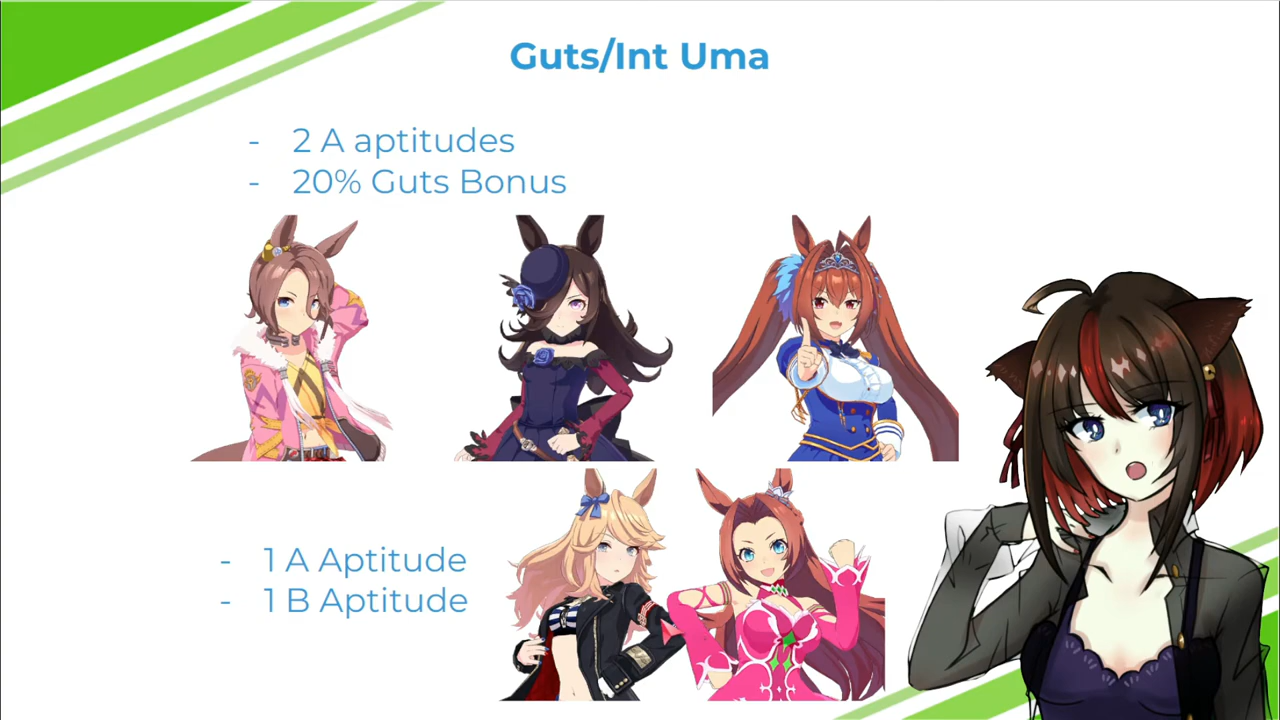 Guts/Int Uma
- 2 A aptitudes
- 20% Guts Bonus
- 1 A Aptitude
- 1 B Aptitude